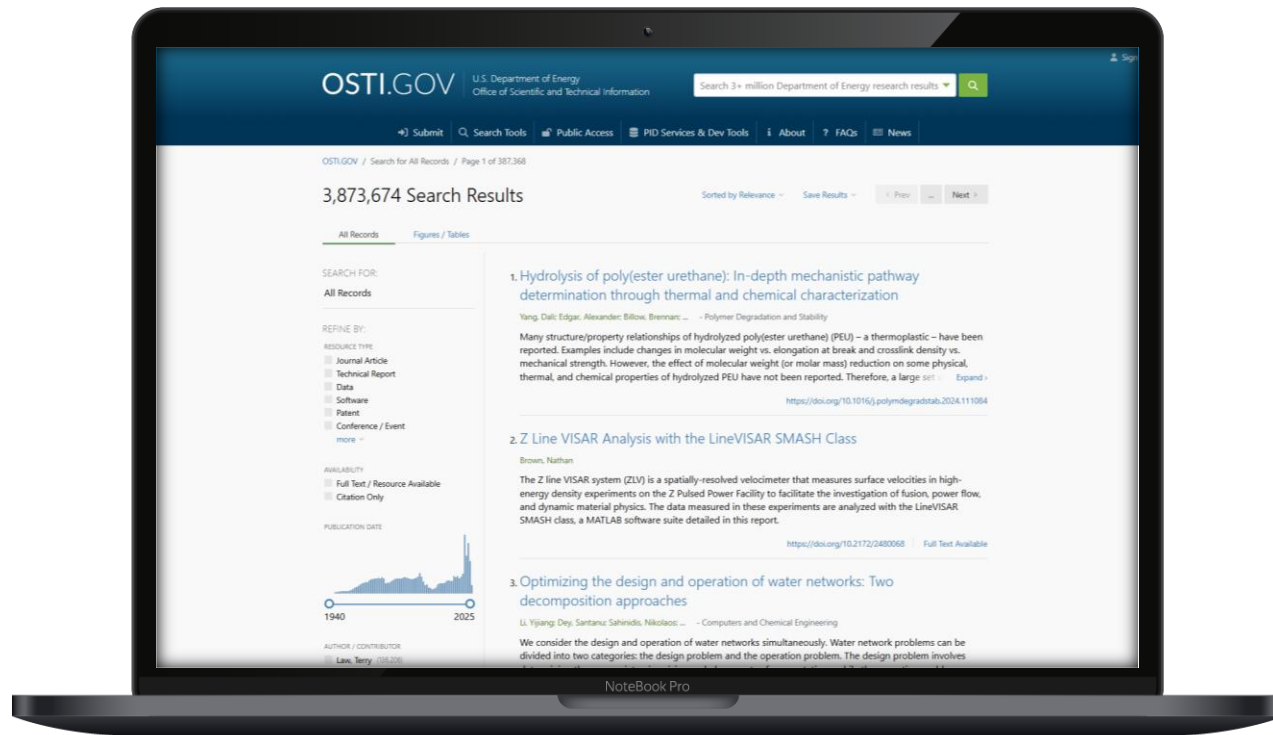 Sign
OSTI.GOV
U.S. Department of Energy
Office of Scientific and Technical Information
Search 3+ million Department of Energy research results
Submit Search Tools Public Access PID Services & Dev Tools About FAQs News
OSTI.GOV / Search for All Records / Page 1 of 387,368
3,873,674 Search Results
Sorted by Relevance Save Results ‹ Prev ... Next ›
All Records Figures / Tables
SEARCH FOR:
All Records
REFINE BY:
RESOURCE TYPE
Journal Article
Technical Report
Data
Software
Patent
Conference / Event
more
AVAILABILITY
Full Text / Resource Available
Citation Only
PUBLICATION DATE
1940 2025
AUTHOR / CONTRIBUTOR
Law, Terry
1. Hydrolysis of poly(ester urethane): In-depth mechanistic pathway
determination through thermal and chemical characterization
Yang, Dali; Edgar, Alexander; Billow, Brennan; ... - Polymer Degradation and Stability
Many structure/property relationships of hydrolyzed poly(ester urethane) (PEU) – a thermoplastic – have been
reported. Examples include changes in molecular weight vs. elongation at break and crosslink density vs.
mechanical strength. However, the effect of molecular weight (or molar mass) reduction on some physical,
thermal, and chemical properties of hydrolyzed PEU have not been reported. Therefore, a large set Expand ›
https://doi.org/10.1016/j.polymdegradstab.2024.111084
2. Z Line VISAR Analysis with the LineVISAR SMASH Class
Brown, Nathan
The Z line VISAR system (ZLV) is a spatially-resolved velocimeter that measures surface velocities in high-
energy density experiments on the Z Pulsed Power Facility to facilitate the investigation of fusion, power flow,
and dynamic material physics. The data measured in these experiments are analyzed with the LineVISAR
SMASH class, a MATLAB software suite detailed in this report.
https://doi.org/10.2172/2480068 Full Text Available
3. Optimizing the design and operation of water networks: Two
decomposition approaches
Li, Yijiang; Dey, Santanu; Sahinidis, Nikolaos; ... - Computers and Chemical Engineering
We consider the design and operation of water networks simultaneously. Water network problems can be
divided into two categories: the design problem and the operation problem. The design problem involves
NoteBook Pro